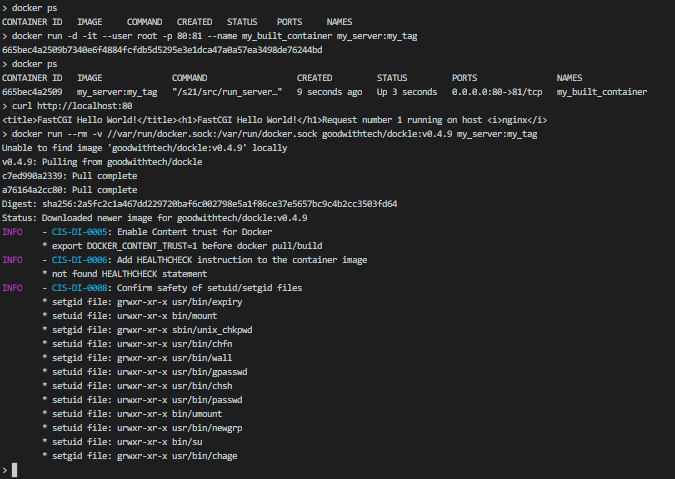 > docker ps
CONTAINER ID   IMAGE     COMMAND   CREATED   STATUS    PORTS     NAMES
> docker run -d -it --user root -p 80:81 --name my_built_container my_server:my_tag
665bec4a2509b7340e6f4884fcfdb5d5295e3e1dca47a0a57ea3498de76244bd
> docker ps
CONTAINER ID   IMAGE              COMMAND                  CREATED         STATUS         PORTS                NAMES
665bec4a2509   my_server:my_tag   "/s21/src/run_server…"   9 seconds ago   Up 3 seconds   0.0.0.0:80->81/tcp   my_built_container
> curl http://localhost:80
<title>FastCGI Hello World!</title><h1>FastCGI Hello World!</h1>Request number 1 running on host <i>nginx</i>
> docker run --rm -v //var/run/docker.sock:/var/run/docker.sock goodwithtech/dockle:v0.4.9 my_server:my_tag
Unable to find image 'goodwithtech/dockle:v0.4.9' locally
v0.4.9: Pulling from goodwithtech/dockle
c7ed990a2339: Pull complete
a76164a2cc80: Pull complete
Digest: sha256:2a5fc2c1a467dd229720baf6c002798e5a1f86ce37e5657bc9c4b2cc3503fd64
Status: Downloaded newer image for goodwithtech/dockle:v0.4.9
INFO    - CIS-DI-0005: Enable Content trust for Docker
* export DOCKER_CONTENT_TRUST=1 before docker pull/build
INFO    - CIS-DI-0006: Add HEALTHCHECK instruction to the container image
* not found HEALTHCHECK statement
INFO    - CIS-DI-0008: Confirm safety of setuid/setgid files
* setgid file: grwxr-xr-x usr/bin/expiry
* setuid file: urwxr-xr-x bin/mount
* setgid file: grwxr-xr-x sbin/unix_chkpwd
* setuid file: urwxr-xr-x usr/bin/chfn
* setgid file: grwxr-xr-x usr/bin/wall
* setuid file: urwxr-xr-x usr/bin/gpasswd
* setuid file: urwxr-xr-x usr/bin/chsh
* setuid file: urwxr-xr-x usr/bin/passwd
* setuid file: urwxr-xr-x bin/umount
* setuid file: urwxr-xr-x usr/bin/newgrp
* setuid file: urwxr-xr-x bin/su
* setgid file: grwxr-xr-x usr/bin/chage
>